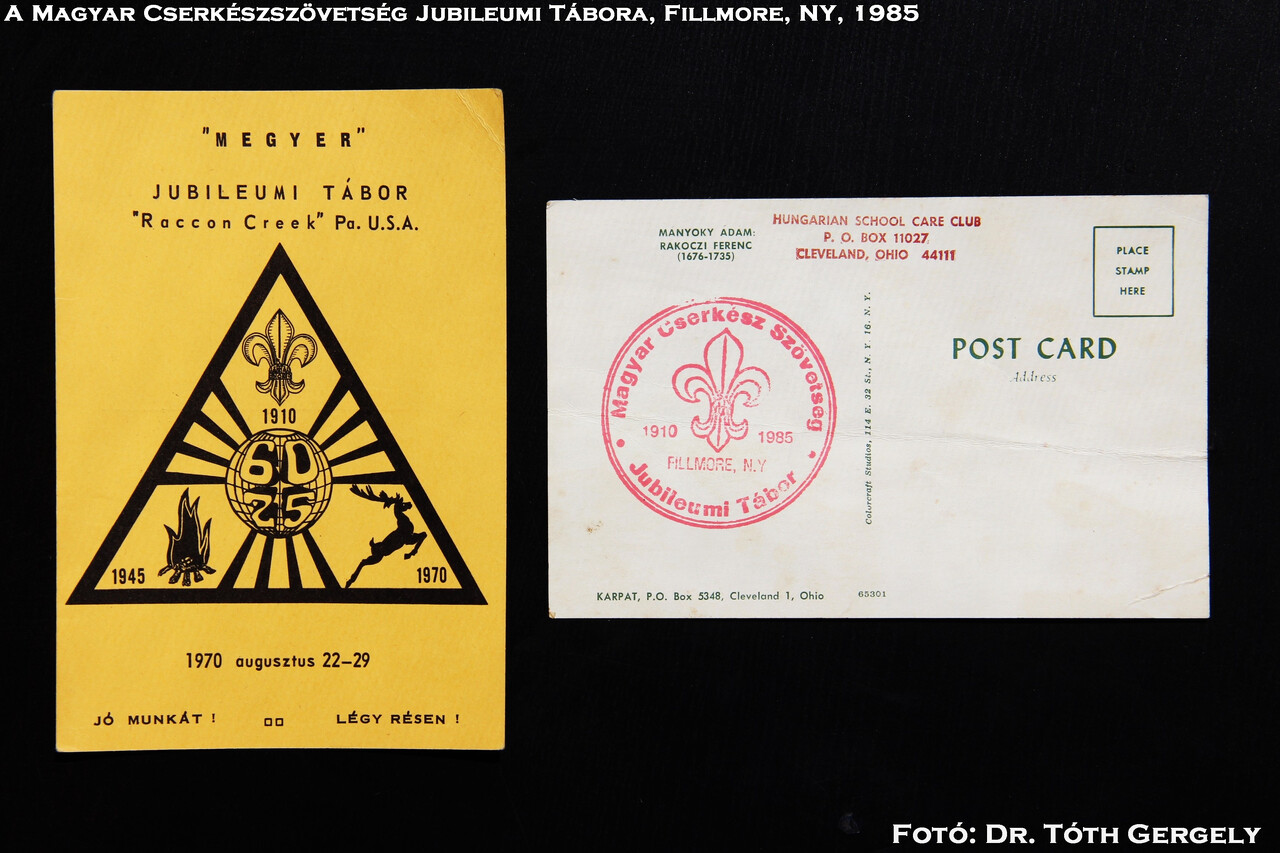 A Magyar Cserkészszövetség Jubileumi Tábora, Fillmore, NY, 1985
"MEGYER"
JUBILEUMI TÁBOR
"Raccon Creek" Pa. U.S.A.
1910
60
25
1945
1970
1970 augusztus 22–29
JÓ MUNKÁT !
LÉGY RÉSEN !
MANYOKY ADAM:
RAKOCZI FERENC
(1676-1735)
HUNGARIAN SCHOOL CARE CLUB
P. O. BOX 11027,
CLEVELAND, OHIO 44111
PLACE
STAMP
HERE
Magyar Cserkész Szövetség
1910 1985
FILLMORE, N.Y
Jubileumi Tábor
Colorcraft Studios, 114 E. 32 St., N. Y. 16. N. Y.
POST CARD
Address
KARPAT, P.O. Box 5348, Cleveland 1, Ohio
65301
Fotó: Dr. Tóth Gergely